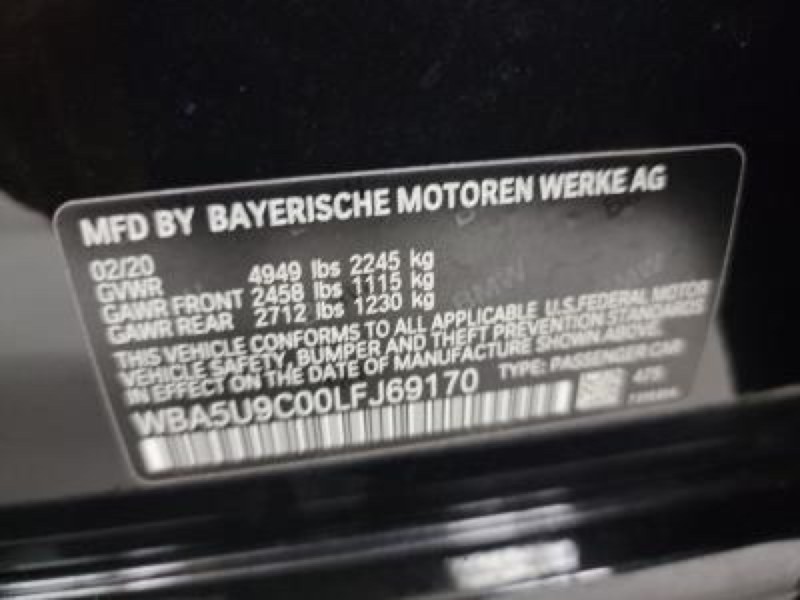 MFD BY BAYERISCHE MOTOREN WERKE AG
02/20
GVWR 4949 lbs 2245 kg
GAWR FRONT 2458 lbs 1115 kg
GAWR REAR 2712 lbs 1230 kg
THIS VEHICLE CONFORMS TO ALL APPLICABLE U.S. FEDERAL MOTOR
VEHICLE SAFETY, BUMPER AND THEFT PREVENTION STANDARDS
IN EFFECT ON THE DATE OF MANUFACTURE SHOWN ABOVE.
WBA5U9C00LFJ69170 TYPE: PASSENGER CAR
475